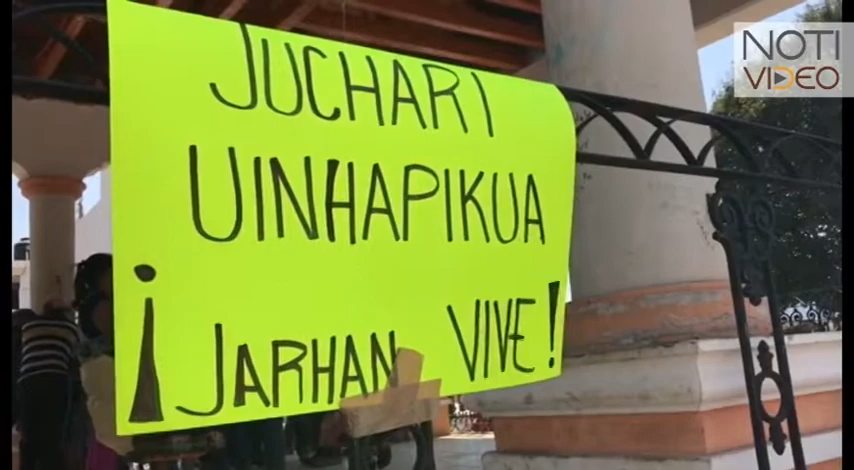 NOTI
VIDEO
JUCHARI
UINHAPIKUA
¡JARHAN VIVE!